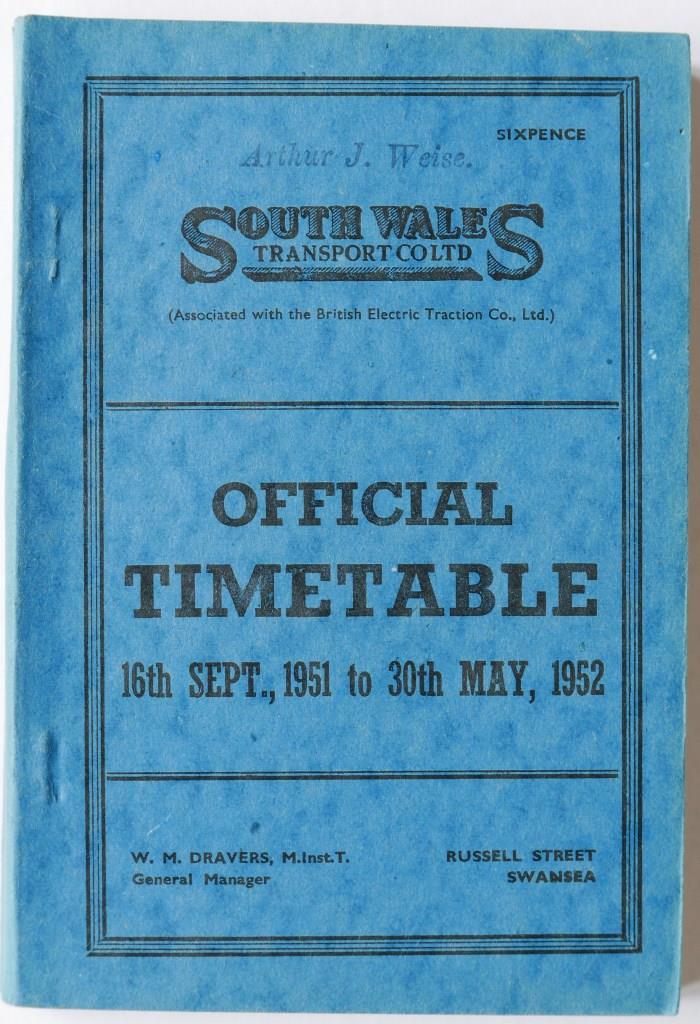 SIXPENCE
Arthur J. Weise.
SOUTH WALES
TRANSPORT CO LTD
(Associated with the British Electric Traction Co., Ltd.)
OFFICIAL
TIMETABLE
16th SEPT., 1951 to 30th MAY, 1952
W. M. DRAVERS, M.Inst.T.
General Manager
RUSSELL STREET
SWANSEA